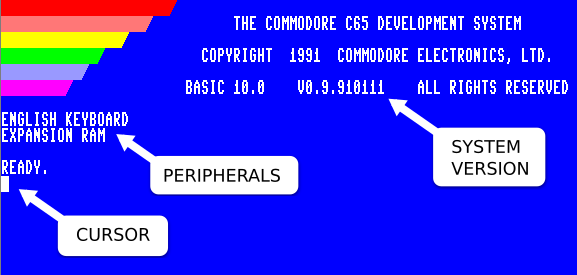 THE COMMODORE C65 DEVELOPMENT SYSTEM
COPYRIGHT  1991  COMMODORE ELECTRONICS, LTD.
BASIC 10.0    V0.9.910111    ALL RIGHTS RESERVED
ENGLISH KEYBOARD
EXPANSION RAM
READY.
SYSTEM
VERSION
PERIPHERALS
CURSOR